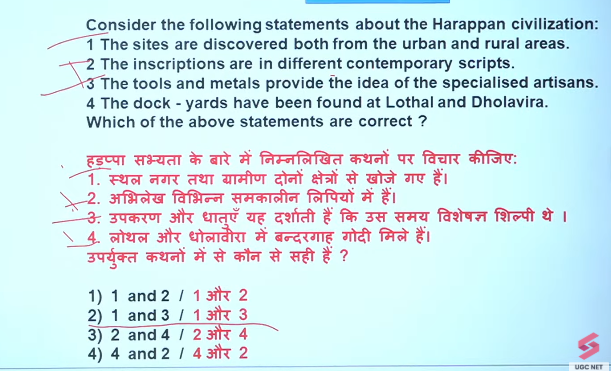 Consider the following statements about the Harappan civilization:
1 The sites are discovered both from the urban and rural areas.
2 The inscriptions are in different contemporary scripts.
3 The tools and metals provide the idea of the specialised artisans.
4 The dock - yards have been found at Lothal and Dholavira.
Which of the above statements are correct ?
हड़प्पा सभ्यता के बारे में निम्नलिखित कथनों पर विचार कीजिए:
1. स्थल नगर तथा ग्रामीण दोनों क्षेत्रों से खोजे गए हैं।
2. अभिलेख विभिन्न समकालीन लिपियों में हैं।
3. उपकरण और धातुएँ यह दर्शाती हैं कि उस समय विशेषज्ञ शिल्पी थे ।
4. लोथल और धोलावीरा में बन्दरगाह गोदी मिले हैं।
उपर्युक्त कथनों में से कौन से सही हैं ?
1) 1 and 2 / 1 और 2
2) 1 and 3 / 1 और 3
3) 2 and 4 / 2 और 4
4) 4 and 2 / 4 और 2
UGC NET